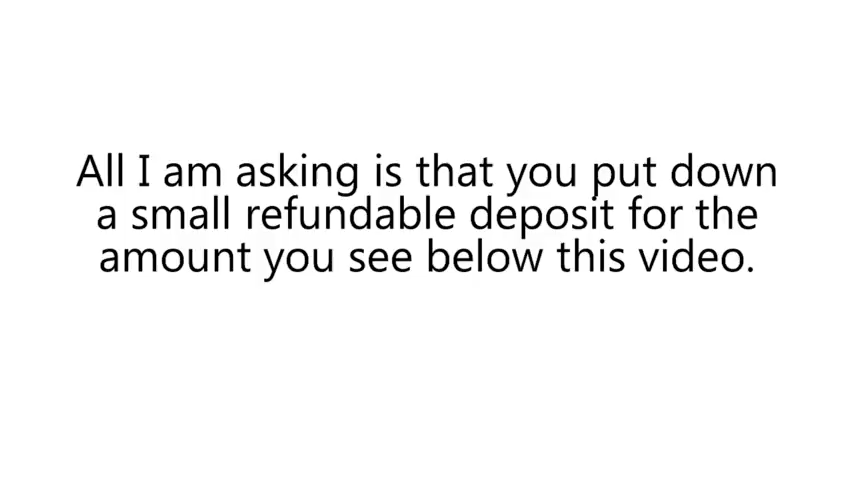 All I am asking is that you put down
a small refundable deposit for the
amount you see below this video.